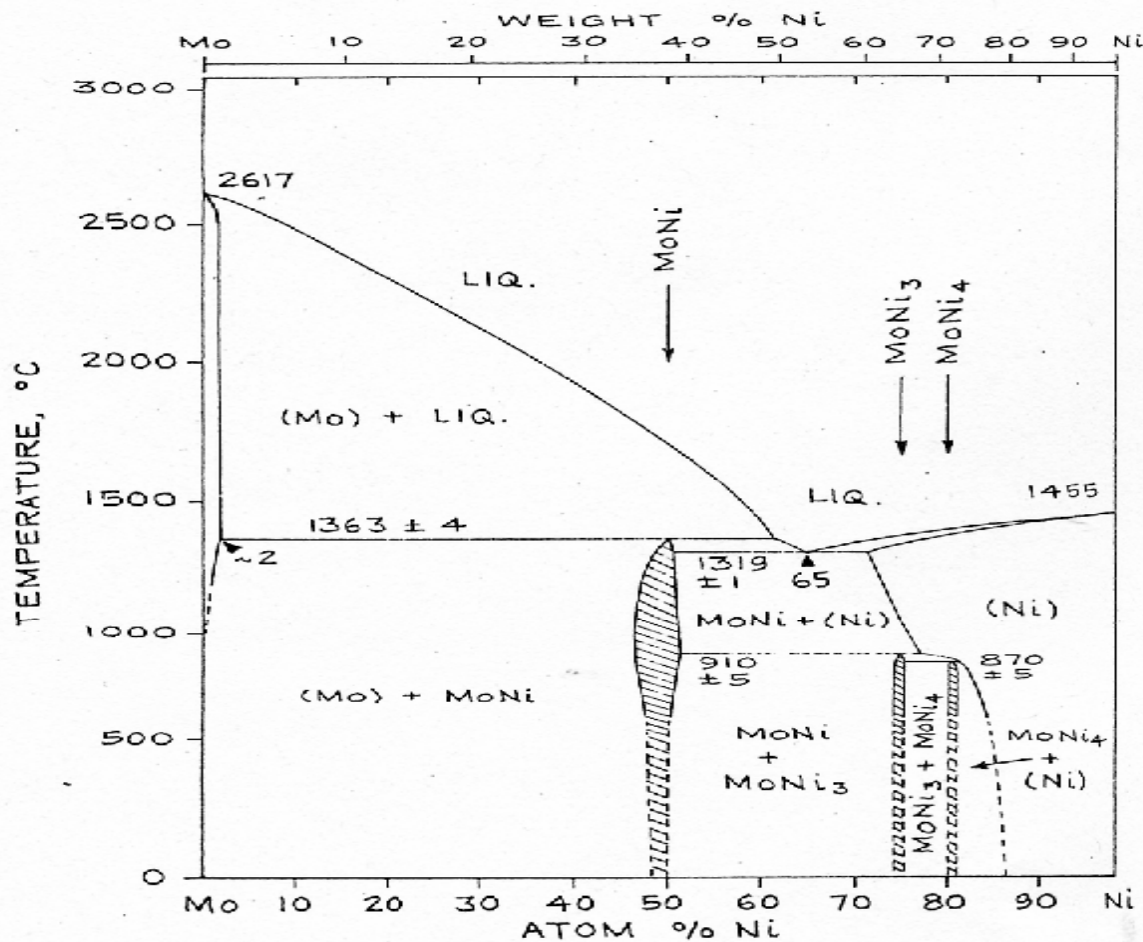 WEIGHT % Ni
Mo 10 20 30 40 50 60 70 80 90 Ni
3000
2617
2500
MoNi
LIQ.
MoNi3
MoNi4
2000
(Mo) + LIQ.
TEMPERATURE, °C
1500
LIQ.
1455
1363 ± 4
~2
1319
± 1
65
MoNi + (Ni)
(Ni)
1000
910
± 5
870
± 5
(Mo) + MoNi
MoNi
+
MoNi3
MoNi3 + MoNi4
MoNi4
+
(Ni)
500
0
Mo 10 20 30 40 50 60 70 80 90 Ni
ATOM % Ni